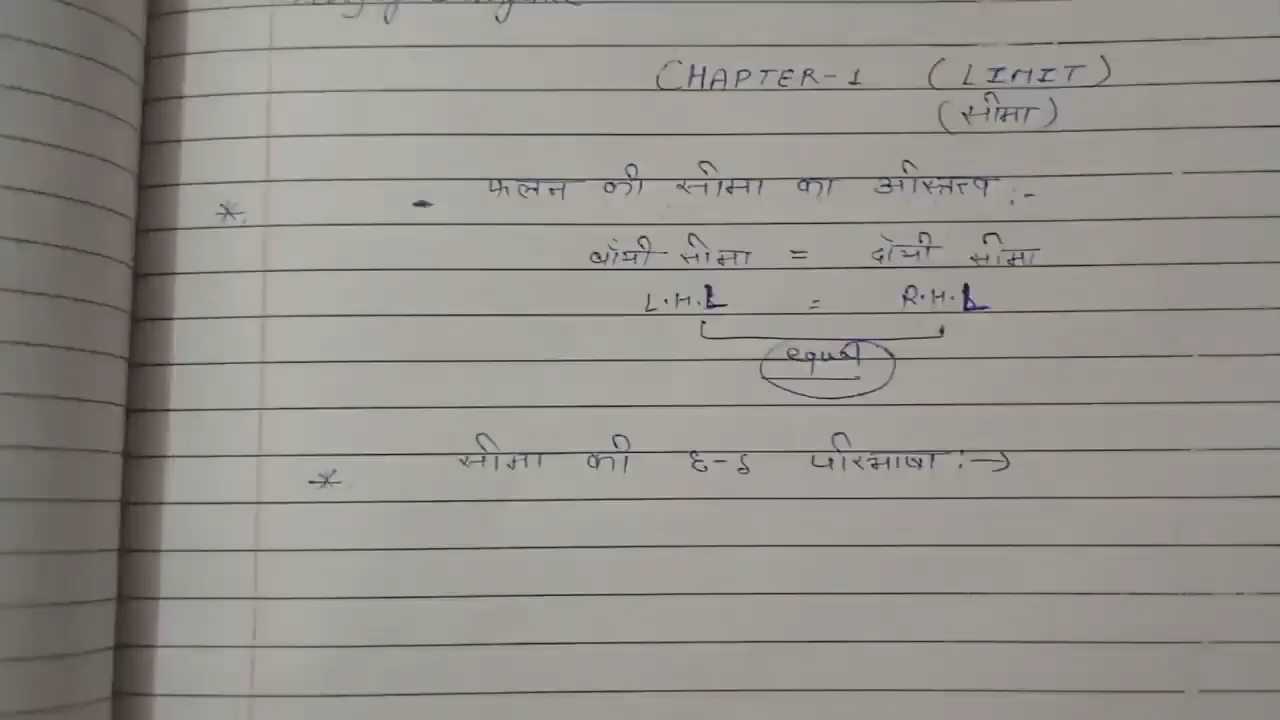 CHAPTER-1 (LIMIT)
(सीमा)
* - फलन की सीमा का अस्तित्व :-
बांयी सीमा = दांयी सीमा
L.H.L = R.H.L
equal
* सीमा की ε-δ परिभाषा :→